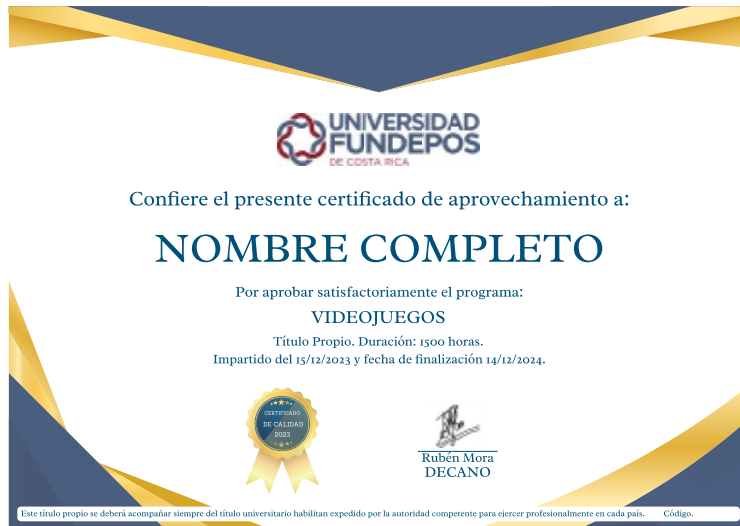 UNIVERSIDAD
FUNDEPOS
DE COSTA RICA
Confiere el presente certificado de aprovechamiento a:
NOMBRE COMPLETO
Por aprobar satisfactoriamente el programa:
VIDEOJUEGOS
Título Propio. Duración: 1500 horas.
Impartido del 15/12/2023 y fecha de finalización 14/12/2024.
CERTIFICADO
DE CALIDAD
2023
Rubén Mora
DECANO
Este título propio se deberá acompañar siempre del título universitario habilitan expedido por la autoridad competente para ejercer profesionalmente en cada país. Código.